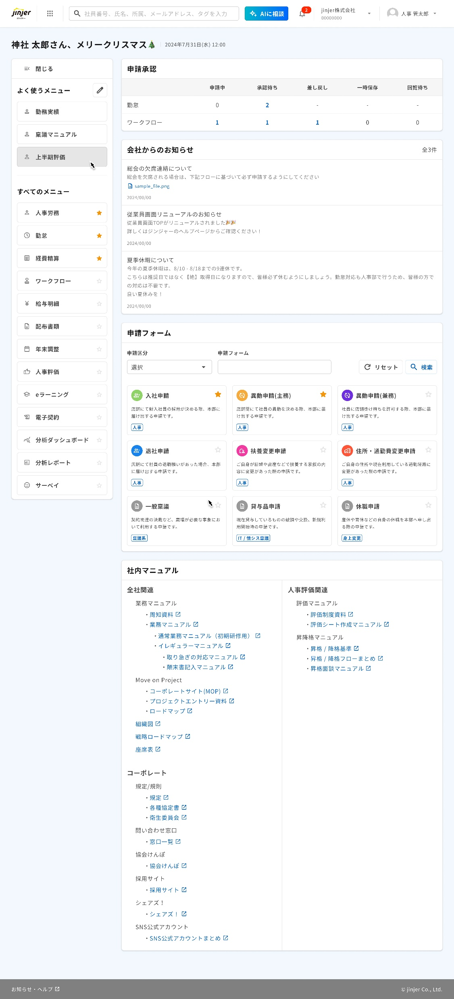 jinjer
ジンジャー
社員番号、氏名、所属、メールアドレス、タグを入力
AIに相談
2
jinjer株式会社
00000000
人事 管太郎
神社 太郎さん、メリークリスマス🎄
2024年7月31日(水) 12:00
閉じる
よく使うメニュー
勤務実績
稟議マニュアル
上半期評価
すべてのメニュー
人事労務
勤怠
経費精算
ワークフロー
給与明細
配布書類
年末調整
人事評価
eラーニング
電子契約
分析ダッシュボード
分析レポート
サーベイ
申請承認
申請中 承認待ち 差し戻し 一時保存 回覧待ち
勤怠 0 2 - - -
ワークフロー 1 1 1 0 0
会社からのお知らせ
全3件
総会の欠席連絡について
総会を欠席される場合は、下記フローに基づいて必ず申請するようにしてください
sample_file.png
2024/00/00
従業員画面リニューアルのお知らせ
従業員画面TOPがリニューアルされました🎉🎉
詳しくはジンジャーのヘルプページからご確認ください！
2024/00/00
夏季休暇について
今年の夏季休暇は、8/10 - 8/18までの9連休です。
こちらは推奨日ではなく【絶】取得日になりますので、皆様必ず休むようにしましょう。勤怠対応も人事部で行うため、皆様の方で
の対応は不要です。
良い夏休みを！
2024/00/00
申請フォーム
申請区分
選択
申請フォーム
リセット
検索
入社申請
店舗にて新入社員の採用が決める際、本部に
届け出する申請です。
人事
異動申請(主務)
店舗間にて社員の異動を決める際、本部に届
け出する申請です。
人事
異動申請(兼務)
社員に店舗掛け持ちを許可する際、本部に届
け出する申請です。
人事
退社申請
店舗にて社員の退職願いがあった場合、本部
に届け出する申請です。
人事
扶養変更申請
ご自身が結婚や出産などで扶養する家族の内
容に変更があった際の申請です。
人事
住所・通勤費変更申請
ご自身の住所や現在利用している通勤経路に
変更があった際の申請です。
人事
一般稟議
契約関連の決裁など、稟議が必要な事象にお
いて利用する申請です。
稟議系
貸与品申請
現在貸与しているものの破損や交換、新規利
用開始時の申請です。
IT / 情シス稟議
休職申請
産休や育休などの自身の休職を本部へ申し出
る際の申請です。
身上変更
社内マニュアル
全社関連
業務マニュアル
・周知資料
・業務マニュアル
・通常業務マニュアル（初期研修用）
・イレギュラーマニュアル
・取り急ぎの対応マニュアル
・顛末書記入マニュアル
Move on Project
・コーポレートサイト(MOP)
・プロジェクトエントリー資料
・ロードマップ
組織図
戦略ロードマップ
座席表
コーポレート
規定/規則
・規定
・各種協定書
・衛生委員会
問い合わせ窓口
・窓口一覧
協会けんぽ
・協会けんぽ
採用サイト
・採用サイト
シェアズ！
・シェアズ！
SNS公式アカウント
・SNS公式アカウントまとめ
人事評価関連
評価マニュアル
・評価制度資料
・評価シート作成マニュアル
昇降格マニュアル
・昇格 / 降格基準
・昇格 / 降格フローまとめ
・昇格面談マニュアル
お知らせ・ヘルプ
© jinjer Co., Ltd.